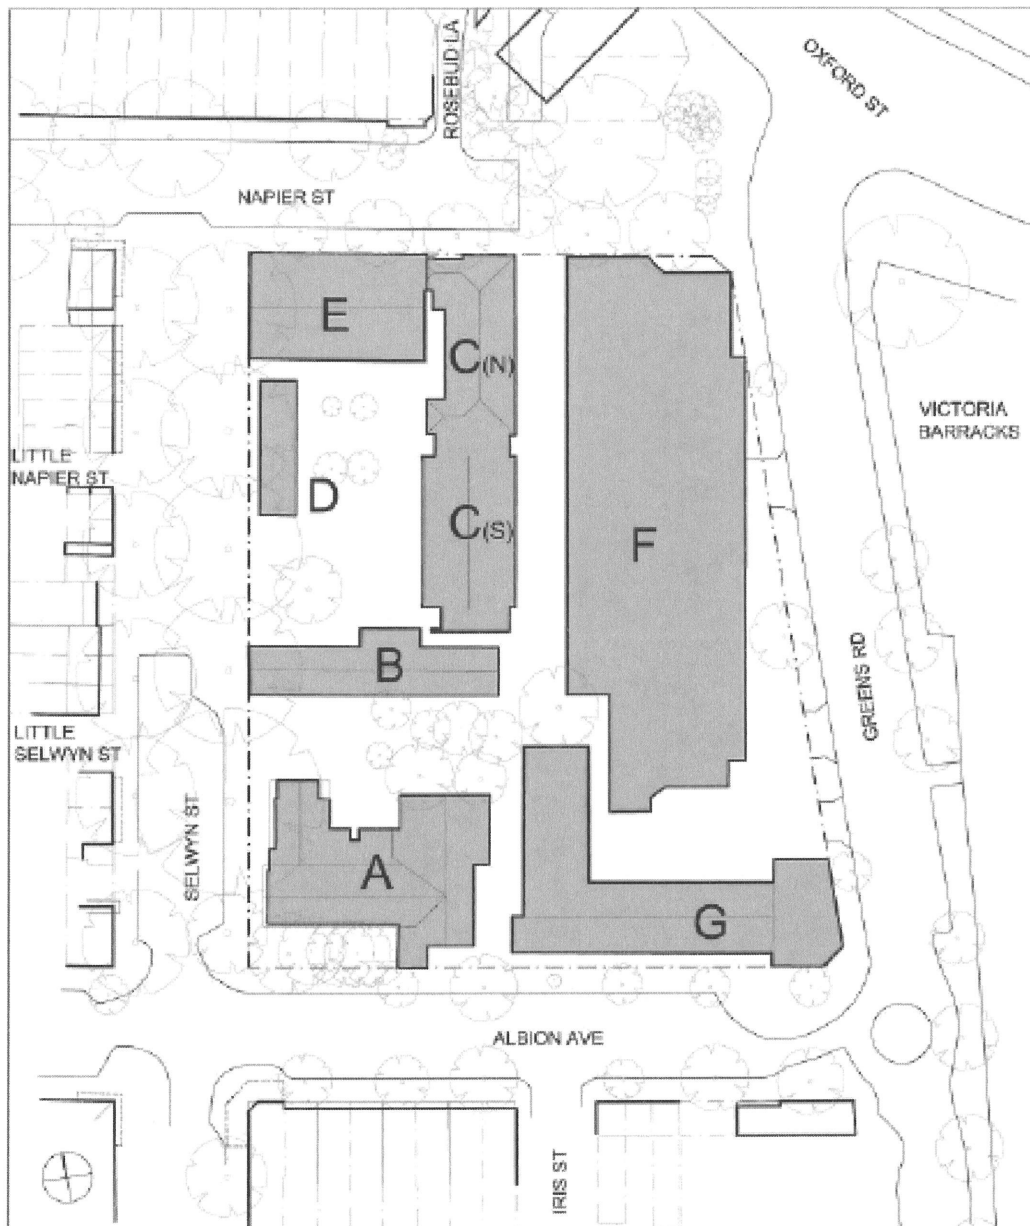 ROSEBUD LA
OXFORD ST
NAPIER ST
E
C(N)
VICTORIA
BARRACKS
LITTLE
NAPIER ST
D
C(S)
F
B
GREENS RD
LITTLE
SELWYN ST
SELWYN ST
A
G
ALBION AVE
IRIS ST